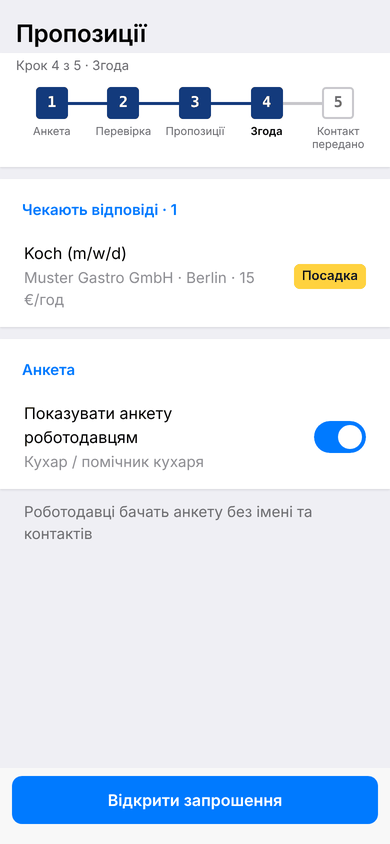 Пропозиції
Крок 4 з 5 · Згода
1 2 3 4 5
Анкета Перевірка Пропозиції Згода Контакт
передано
Чекають відповіді · 1
Koch (m/w/d)
Muster Gastro GmbH · Berlin · 15
€/год
Посадка
Анкета
Показувати анкету
роботодавцям
Кухар / помічник кухаря
Роботодавці бачать анкету без імені та
контактів
Відкрити запрошення